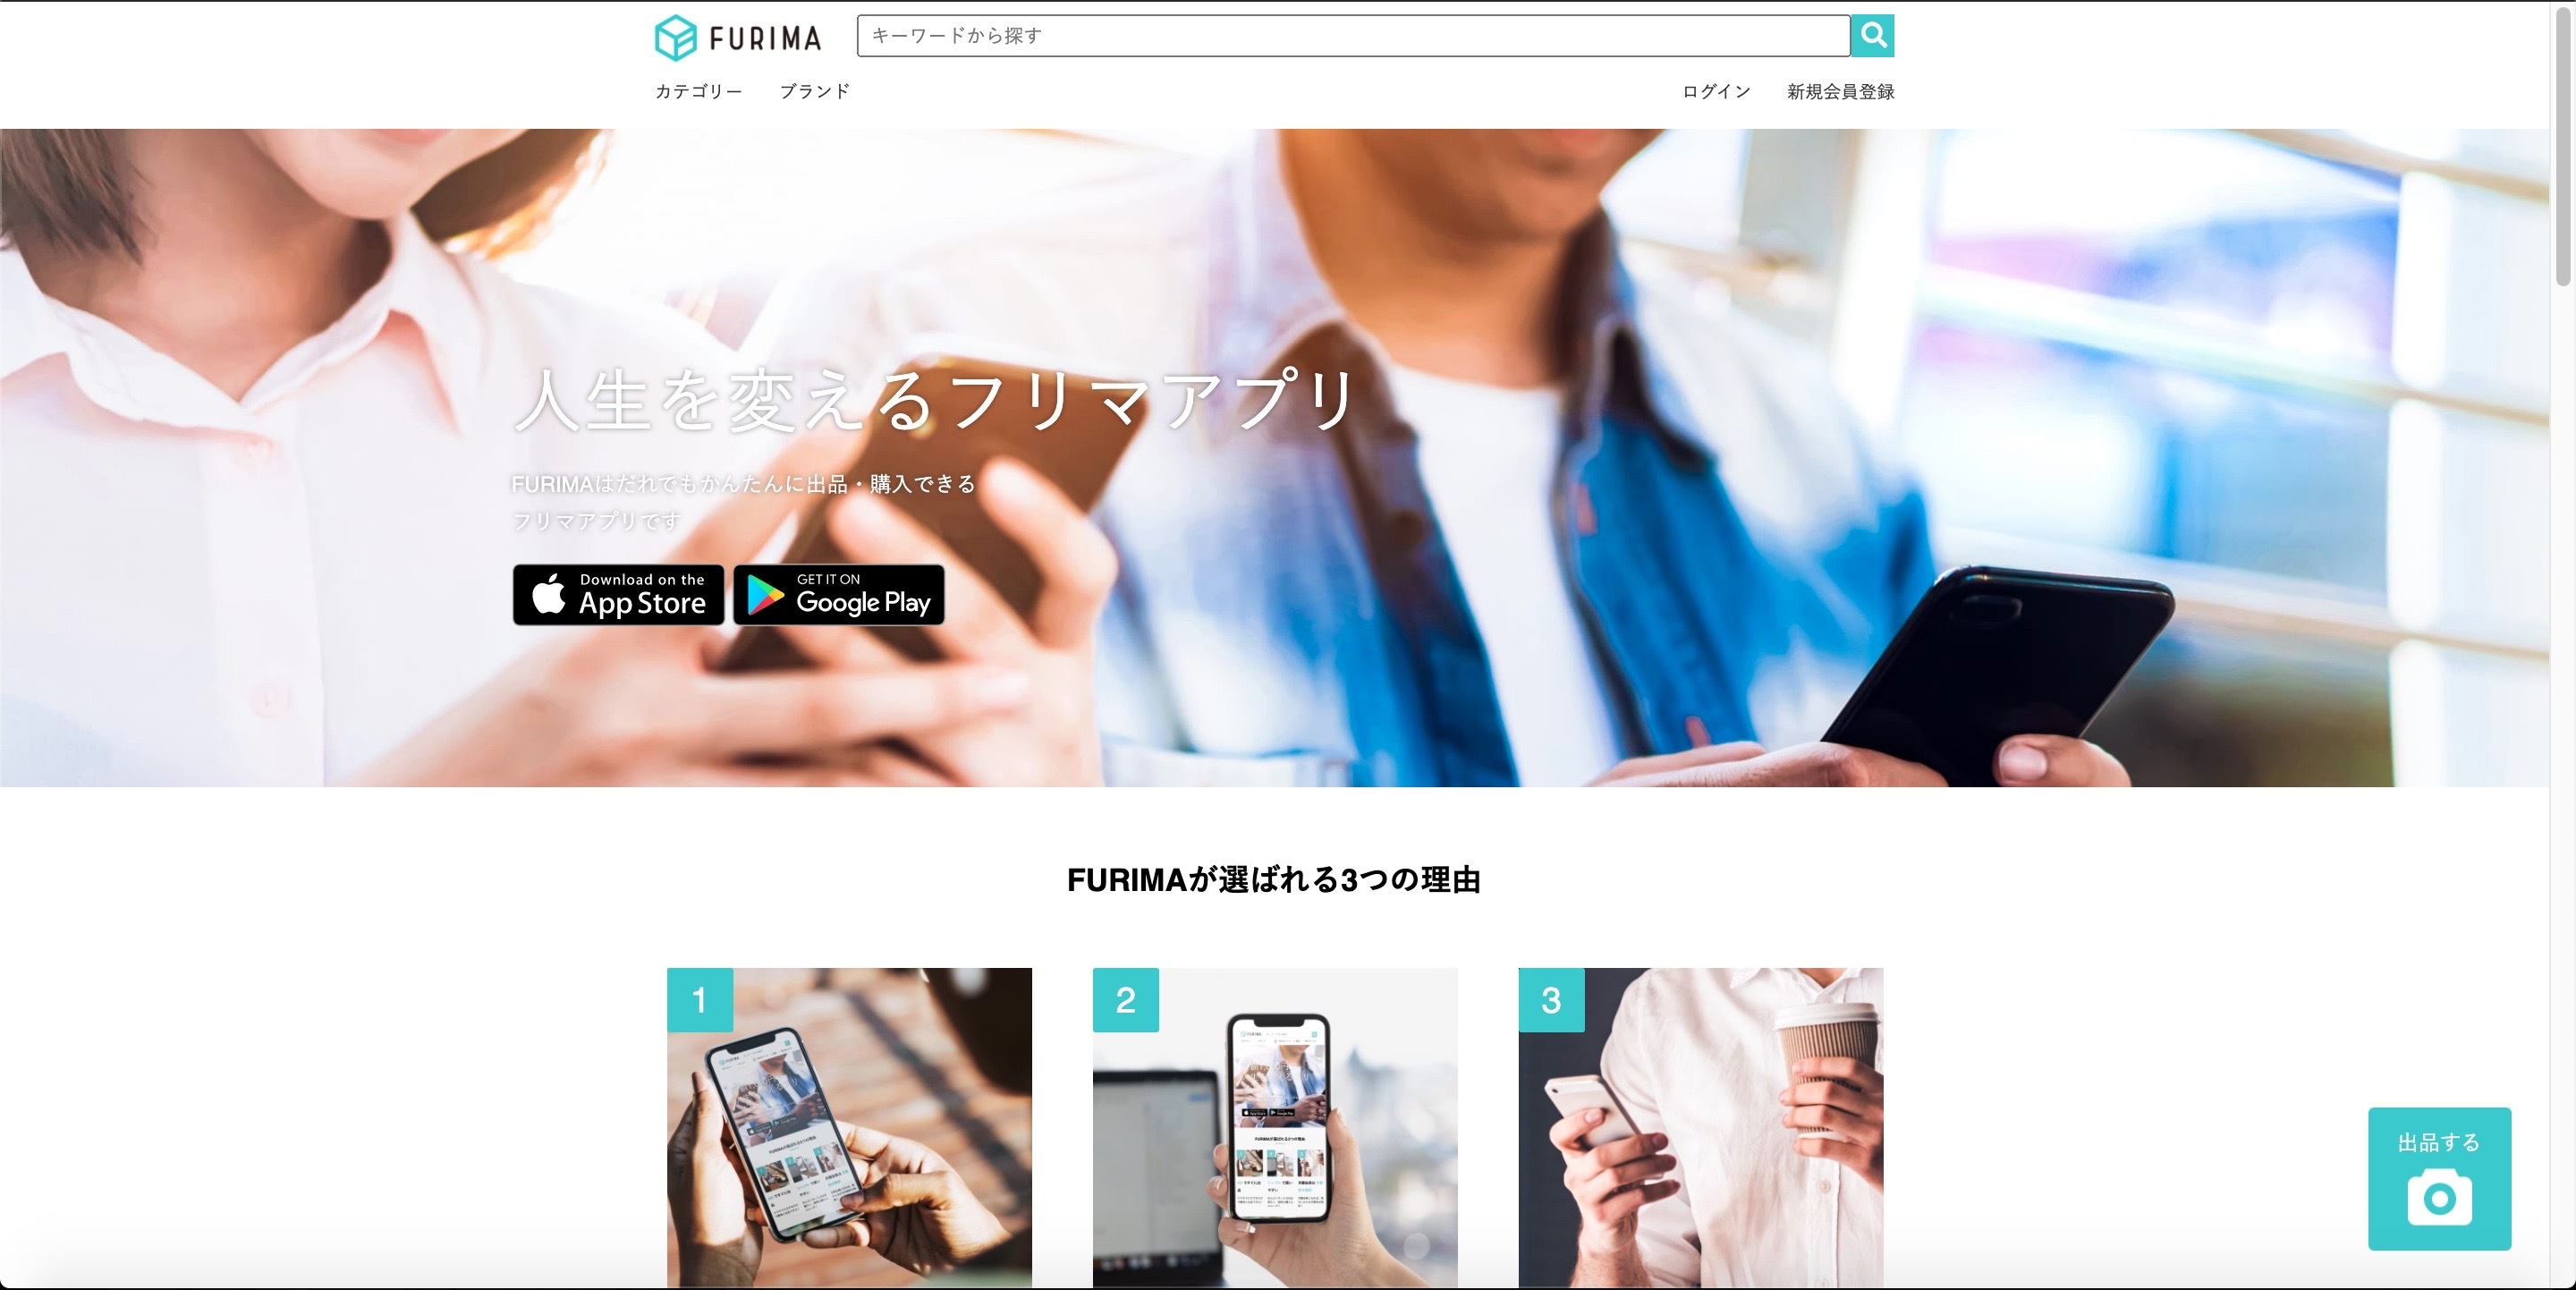 FURIMA
キーワードから探す
カテゴリー ブランド ログイン 新規会員登録
人生を変えるフリマアプリ
FURIMAはだれでもかんたんに出品・購入できる
フリマアプリです
Download on the
App Store
GET IT ON
Google Play
FURIMAが選ばれる3つの理由
1
2
3
出品する